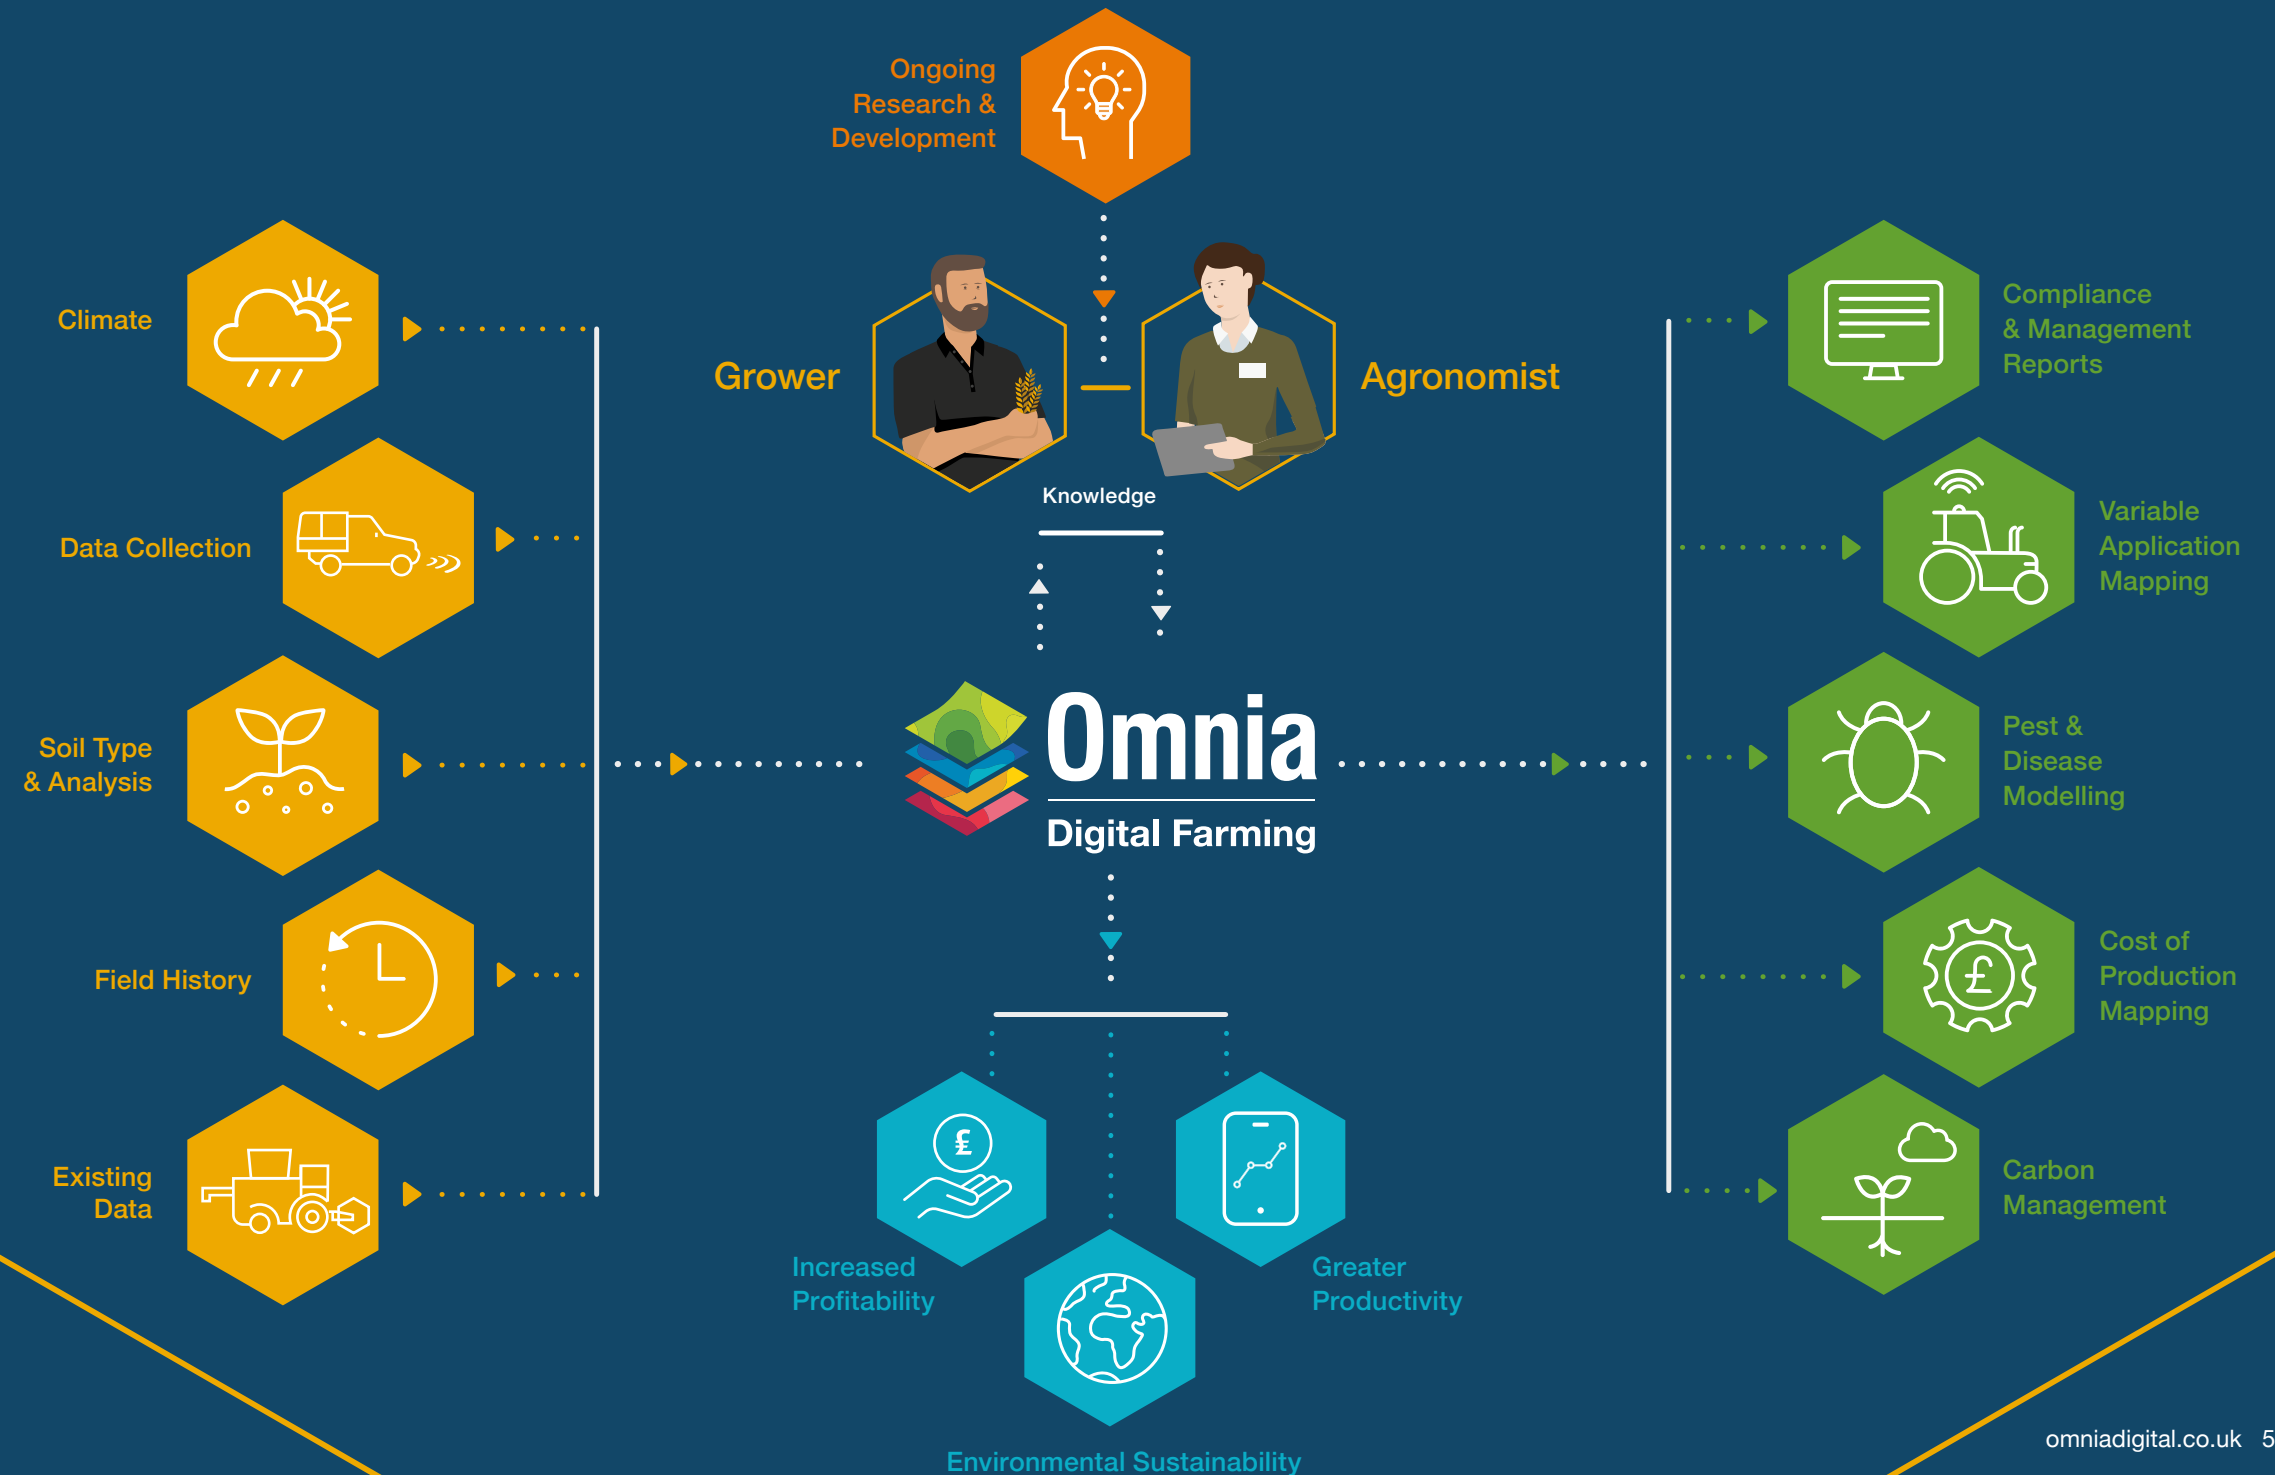 Ongoing
Research &
Development
Climate
Data Collection
Soil Type
& Analysis
Field History
Existing
Data
Grower
Agronomist
Knowledge
Omnia
Digital Farming
£
Increased
Profitability
Greater
Productivity
Environmental Sustainability
Compliance
& Management
Reports
Variable
Application
Mapping
Pest &
Disease
Modelling
£
Cost of
Production
Mapping
Carbon
Management
omniadigital.co.uk 5